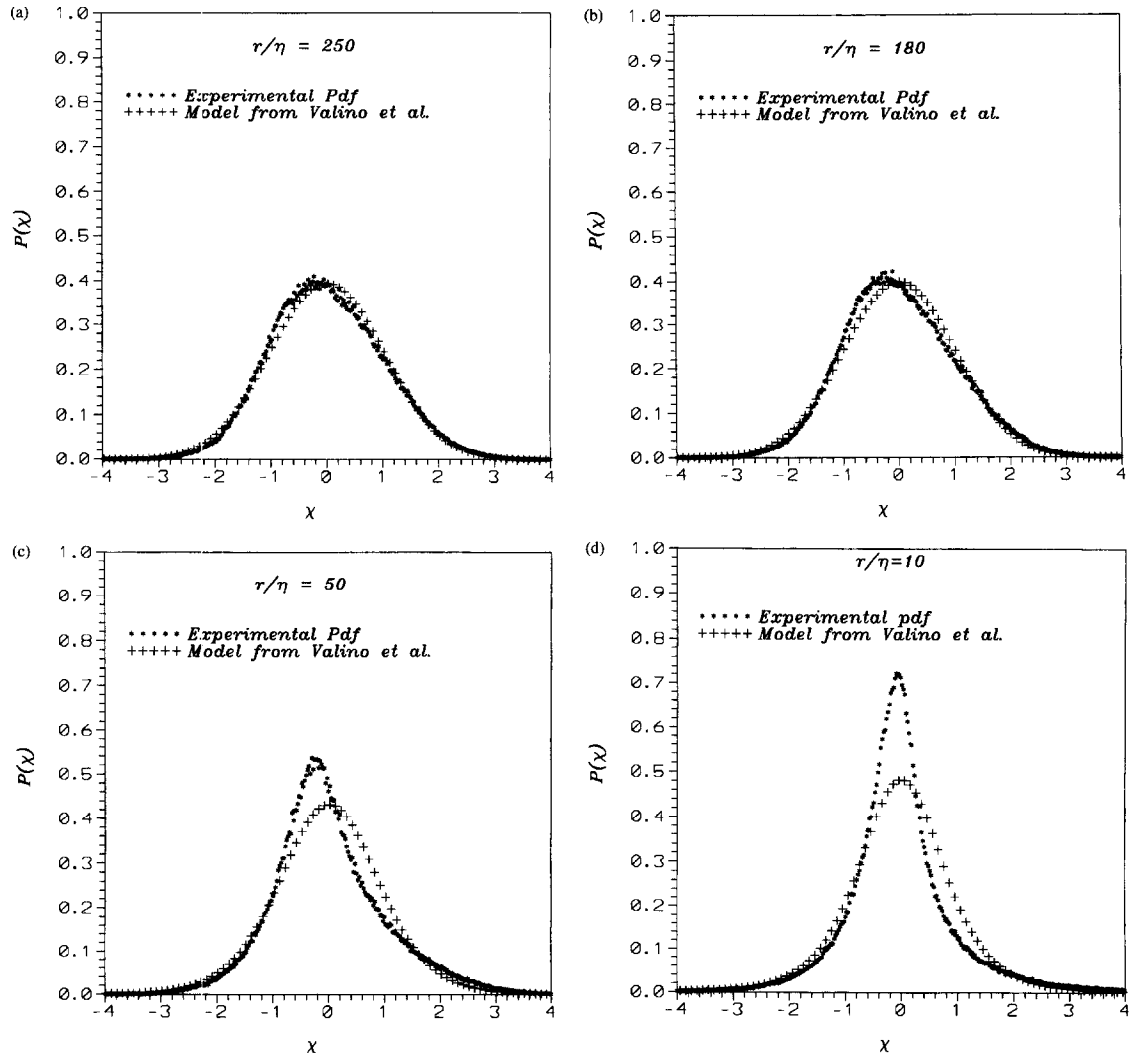 (a)
r/η = 250
Experimental Pdf
Model from Valino et al.
P(χ)
1.0
0.9
0.8
0.7
0.6
0.5
0.4
0.3
0.2
0.1
0.0
-4 -3 -2 -1 0 1 2 3 4
χ
(b)
r/η = 180
Experimental Pdf
Model from Valino et al.
P(χ)
1.0
0.9
0.8
0.7
0.6
0.5
0.4
0.3
0.2
0.1
0.0
-4 -3 -2 -1 0 1 2 3 4
χ
(c)
r/η = 50
Experimental Pdf
Model from Valino et al.
P(χ)
1.0
0.9
0.8
0.7
0.6
0.5
0.4
0.3
0.2
0.1
0.0
-4 -3 -2 -1 0 1 2 3 4
χ
(d)
r/η=10
Experimental pdf
Model from Valino et al.
P(χ)
1.0
0.9
0.8
0.7
0.6
0.5
0.4
0.3
0.2
0.1
0.0
-4 -3 -2 -1 0 1 2 3 4
χ